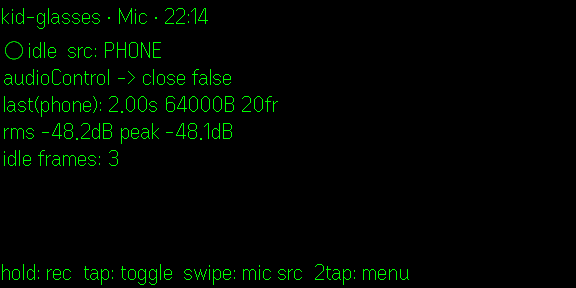 kid-glasses · Mic · 22:14
○ idle src: PHONE
audioControl -> close false
last(phone): 2.00s 64000B 20fr
rms -48.2dB peak -48.1dB
idle frames: 3
hold: rec tap: toggle swipe: mic src 2tap: menu